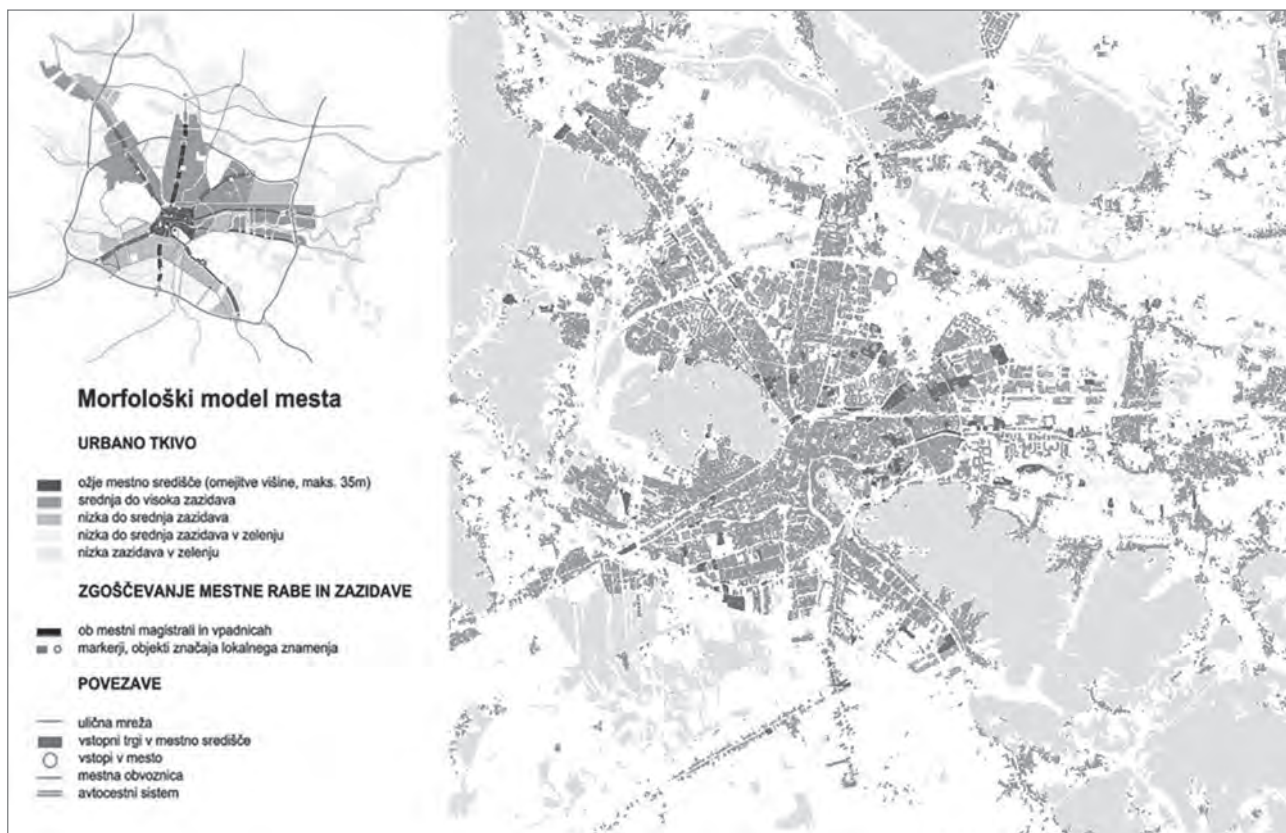 Morfološki model mesta
URBANO TKIVO
ožje mestno središče (omejitve višine, maks. 35m)
srednja do visoka zazidava
nizka do srednja zazidava
nizka do srednja zazidava v zelenju
nizka zazidava v zelenju
ZGOŠČEVANJE MESTNE RABE IN ZAZIDAVE
ob mestni magistrali in vpadnicah
markerji, objekti značaja lokalnega znamenja
POVEZAVE
ulična mreža
vstopni trgi v mestno središče
vstopi v mesto
mestna obvoznica
avtocestni sistem